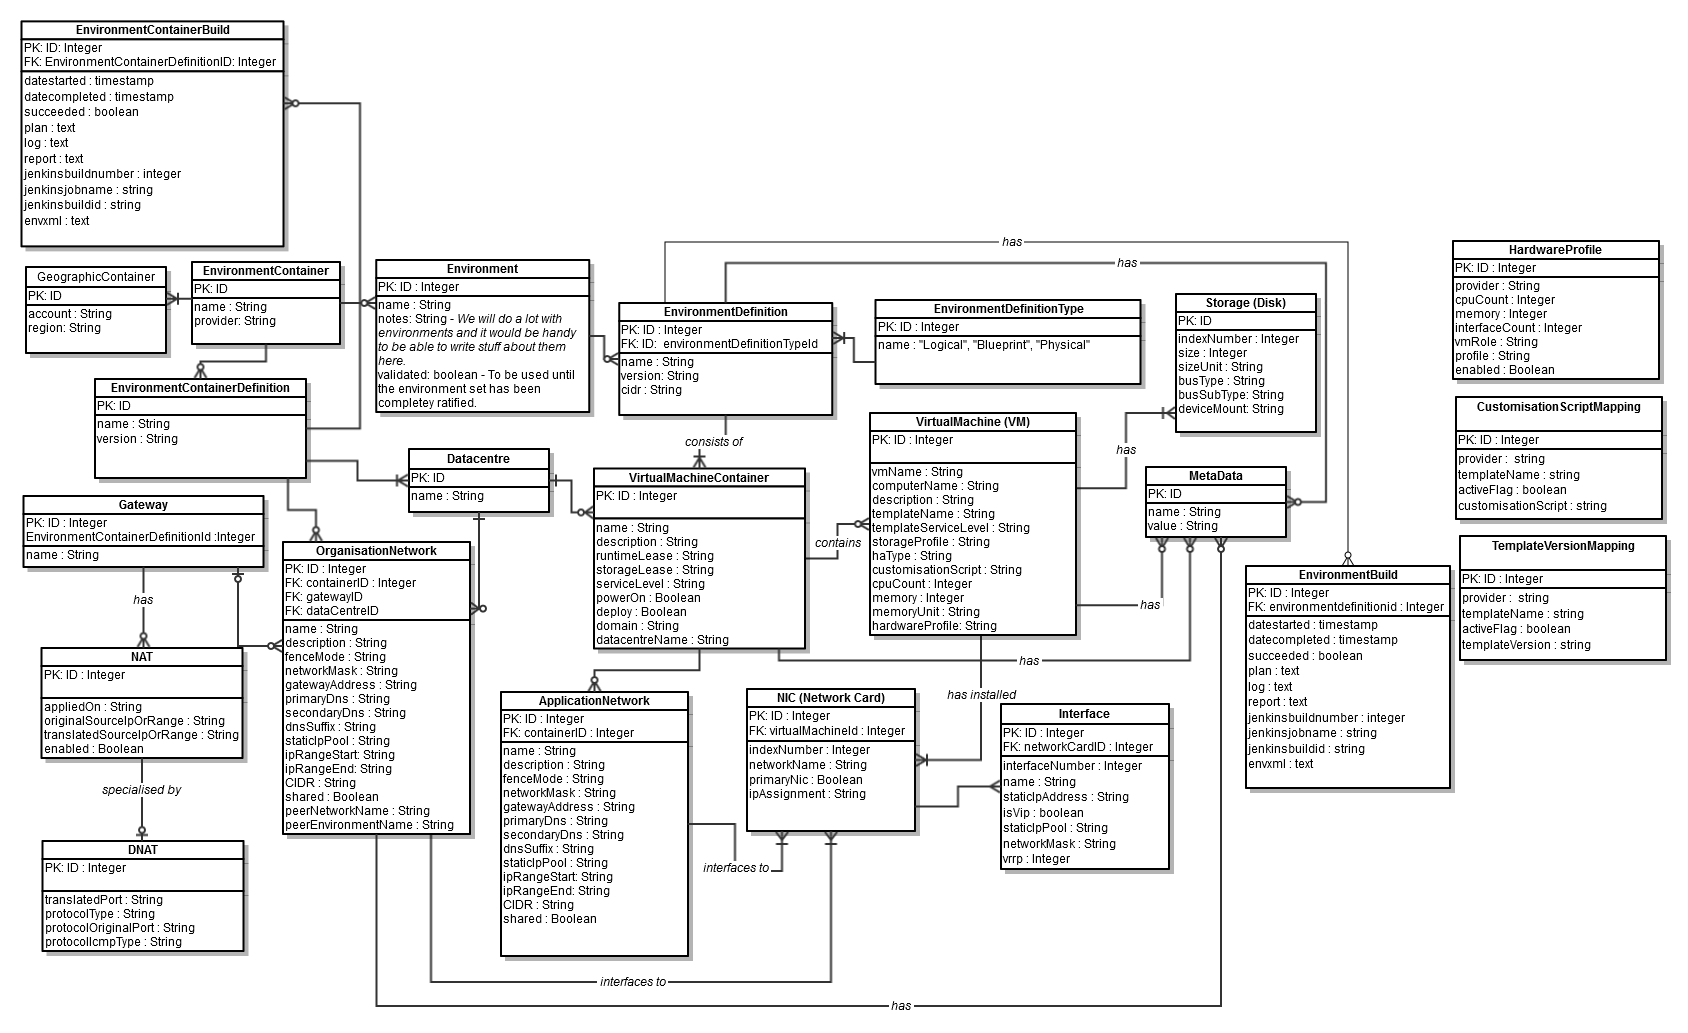 EnvironmentContainerBuild
PK: ID: Integer
FK: EnvironmentContainerDefinitionID: Integer
datestarted : timestamp
datecompleted : timestamp
succeeded : boolean
plan : text
log : text
report : text
jenkinsbuildnumber : integer
jenkinsjobname : string
jenkinsbuildid : string
envxml : text
GeographicContainer
PK: ID
account : String
region: String
EnvironmentContainer
PK: ID
name : String
provider: String
Environment
PK: ID : Integer
name : String
notes: String - We will do a lot with
environments and it would be handy
to be able to write stuff about them
here.
validated: boolean - To be used until
the environment set has been
completey ratified.
has
has
EnvironmentDefinition
PK: ID : Integer
FK: ID: environmentDefinitionTypeId
name : String
version: String
cidr : String
EnvironmentDefinitionType
PK: ID : Integer
name : "Logical", "Blueprint", "Physical"
Storage (Disk)
PK: ID
indexNumber : Integer
size : Integer
sizeUnit : String
busType : String
busSubType: String
deviceMount: String
HardwareProfile
PK: ID : Integer
provider : String
cpuCount : Integer
memory : Integer
interfaceCount : Integer
vmRole : String
profile : String
enabled : Boolean
EnvironmentContainerDefinition
PK: ID
name : String
version : String
Datacentre
PK: ID
name : String
consists of
VirtualMachineContainer
PK: ID : Integer
name : String
description : String
runtimeLease : String
storageLease : String
serviceLevel : String
powerOn : Boolean
deploy : Boolean
domain : String
datacentreName : String
contains
VirtualMachine (VM)
PK: ID : Integer
vmName : String
computerName : String
description : String
templateName : String
templateServiceLevel : String
storageProfile : String
haType : String
customisationScript : String
cpuCount : Integer
memory : Integer
memoryUnit : String
hardwareProfile: String
has
MetaData
PK: ID
name : String
value : String
has
has
CustomisationScriptMapping
PK: ID : Integer
provider : string
templateName : string
activeFlag : boolean
customisationScript : string
TemplateVersionMapping
PK: ID : Integer
provider : string
templateName : string
activeFlag : boolean
templateVersion : string
EnvironmentBuild
PK: ID : Integer
FK: environmentdefinitionid : Integer
datestarted : timestamp
datecompleted : timestamp
succeeded : boolean
plan : text
log : text
report : text
jenkinsbuildnumber : integer
jenkinsjobname : string
jenkinsbuildid : string
envxml : text
Gateway
PK: ID : Integer
EnvironmentContainerDefinitionId :Integer
name : String
has
NAT
PK: ID : Integer
appliedOn : String
originalSourceIpOrRange : String
translatedSourceIpOrRange : String
enabled : Boolean
specialised by
DNAT
PK: ID : Integer
translatedPort : String
protocolType : String
protocolOriginalPort : String
protocolIcmpType : String
OrganisationNetwork
PK: ID : Integer
FK: containerID : Integer
FK: gatewayID
FK: dataCentreID
name : String
description : String
fenceMode : String
networkMask : String
gatewayAddress : String
primaryDns : String
secondaryDns : String
dnsSuffix : String
staticIpPool : String
ipRangeStart: String
ipRangeEnd: String
CIDR : String
shared : Boolean
peerNetworkName : String
peerEnvironmentName : String
ApplicationNetwork
PK: ID : Integer
FK: containerID : Integer
name : String
description : String
fenceMode : String
networkMask : String
gatewayAddress : String
primaryDns : String
secondaryDns : String
dnsSuffix : String
staticIpPool : String
ipRangeStart: String
ipRangeEnd: String
CIDR : String
shared : Boolean
NIC (Network Card)
PK: ID : Integer
FK: virtualMachineId : Integer
indexNumber : Integer
networkName : String
primaryNic : Boolean
ipAssignment : String
has installed
Interface
PK: ID : Integer
FK: networkCardID : Integer
interfaceNumber : Integer
name : String
staticIpAddress : String
isVip : boolean
staticIpPool : String
networkMask : String
vrrp : Integer
interfaces to
interfaces to
has